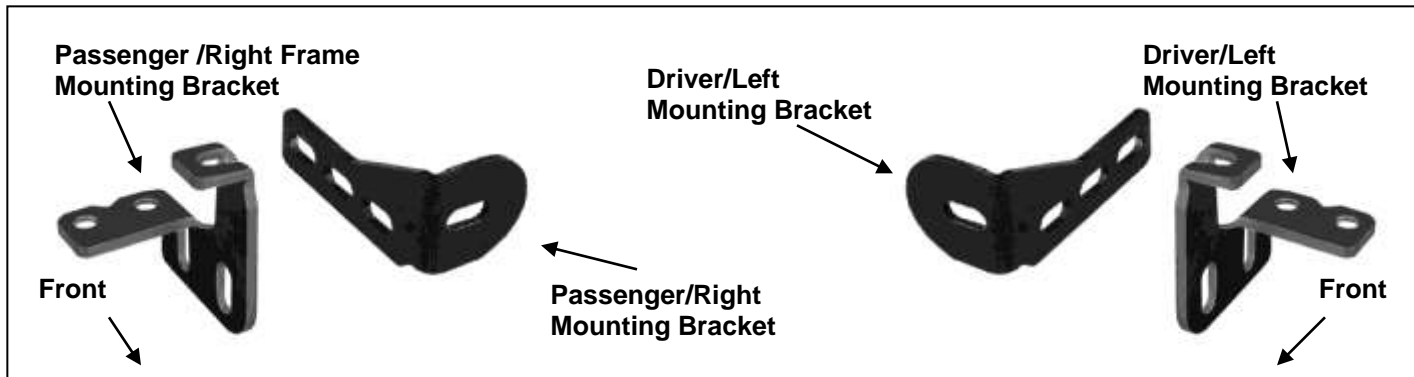 Passenger /Right Frame
Mounting Bracket
Driver/Left
Mounting Bracket
Driver/Left
Mounting Bracket
Front
Passenger/Right
Mounting Bracket
Front